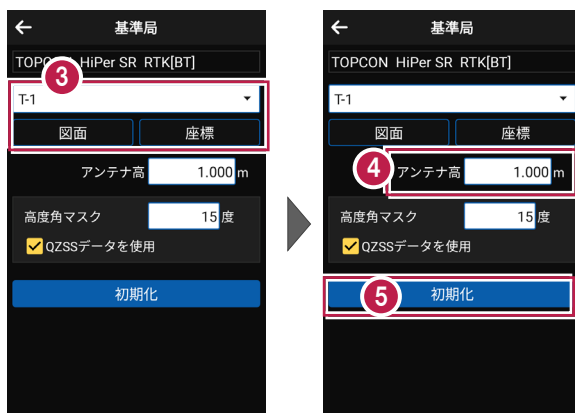 基準局
TOPCON HiPer SR RTK[BT]
3
T-1
図面 座標
アンテナ高 1.000 m
高度角マスク 15 度
QZSSデータを使用
初期化
基準局
TOPCON HiPer SR RTK[BT]
T-1
図面 座標
4 アンテナ高 1.000 m
高度角マスク 15 度
QZSSデータを使用
5 初期化